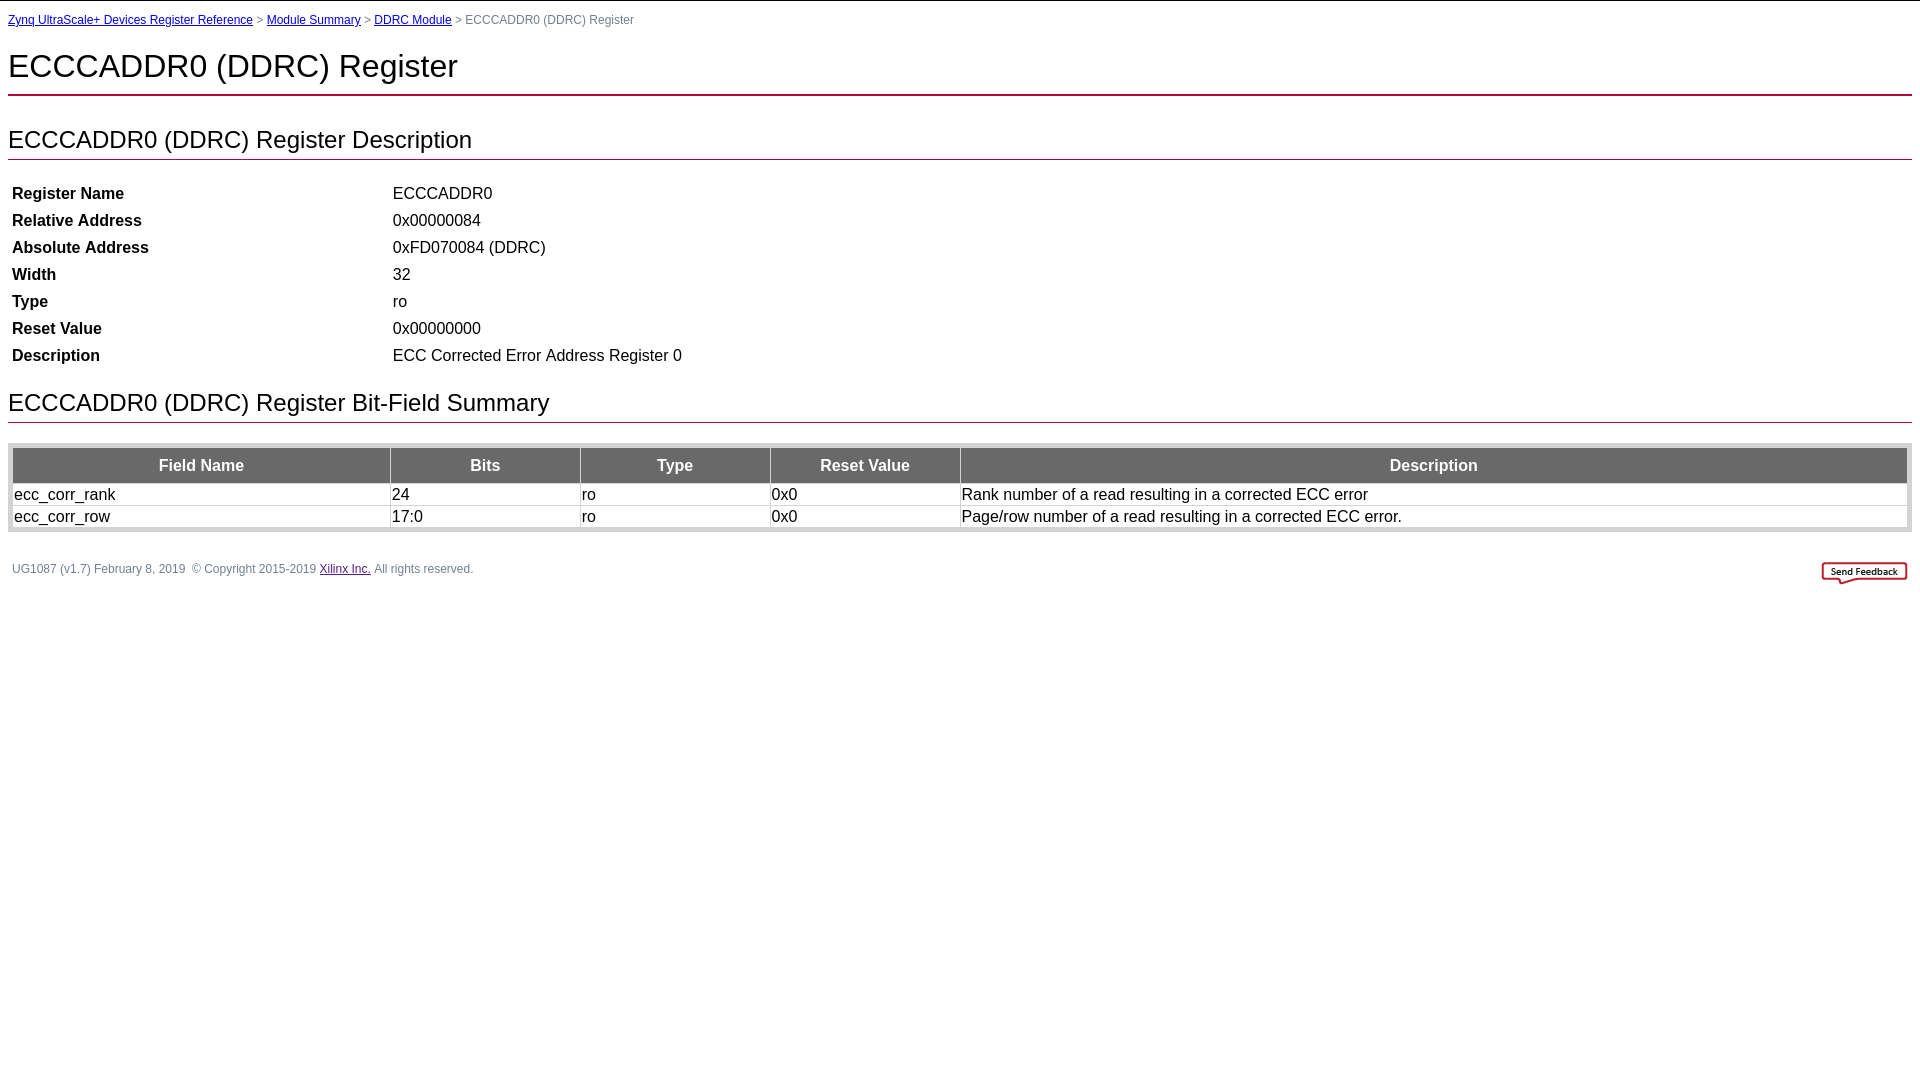 Zynq UltraScale+ Devices Register Reference > Module Summary > DDRC Module > ECCCADDR0 (DDRC) Register
ECCCADDR0 (DDRC) Register
ECCCADDR0 (DDRC) Register Description
Register Name ECCCADDR0
Relative Address 0x00000084
Absolute Address 0xFD070084 (DDRC)
Width 32
Type ro
Reset Value 0x00000000
Description ECC Corrected Error Address Register 0
ECCCADDR0 (DDRC) Register Bit-Field Summary
Field Name Bits Type Reset Value Description
ecc_corr_rank 24 ro 0x0 Rank number of a read resulting in a corrected ECC error
ecc_corr_row 17:0 ro 0x0 Page/row number of a read resulting in a corrected ECC error.
UG1087 (v1.7) February 8, 2019 © Copyright 2015-2019 Xilinx Inc. All rights reserved.
Send Feedback